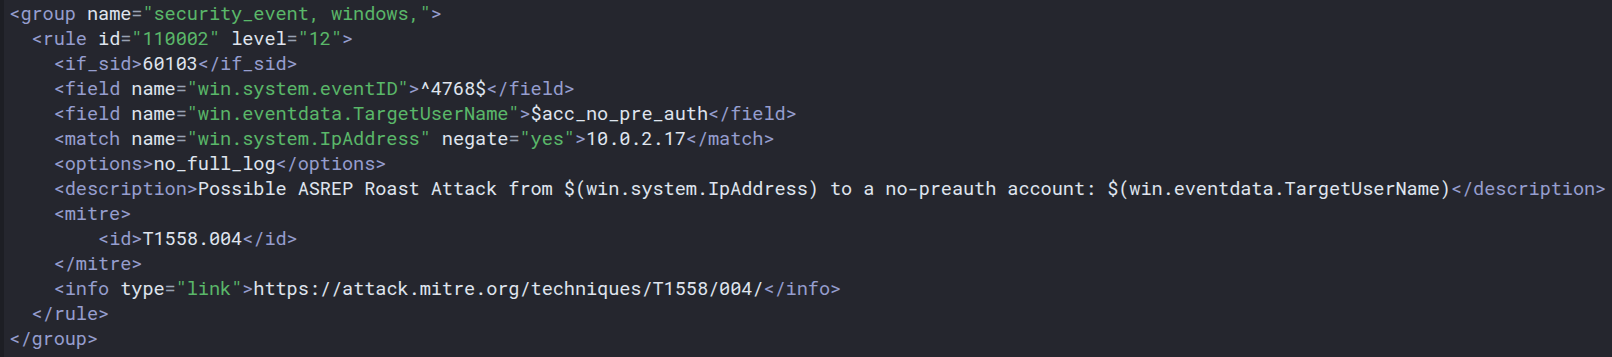 <group name="security_event, windows,">
  <rule id="110002" level="12">
    <if_sid>60103</if_sid>
    <field name="win.system.eventID">^4768$</field>
    <field name="win.eventdata.TargetUserName">$acc_no_pre_auth</field>
    <match name="win.system.IpAddress" negate="yes">10.0.2.17</match>
    <options>no_full_log</options>
    <description>Possible ASREP Roast Attack from $(win.system.IpAddress) to a no-preauth account: $(win.eventdata.TargetUserName)</description>
    <mitre>
        <id>T1558.004</id>
    </mitre>
    <info type="link">https://attack.mitre.org/techniques/T1558/004/</info>
  </rule>
</group>